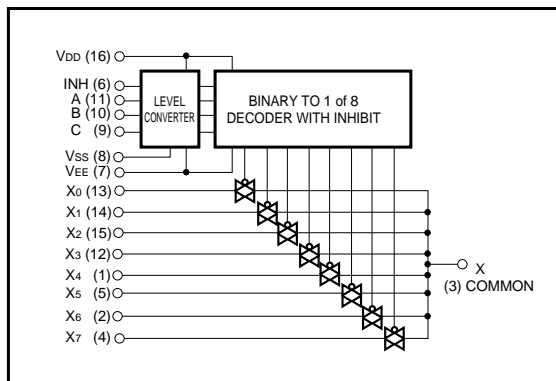 VDD (16)
INH (6)
A (11)
B (10)
C (9)
LEVEL
CONVERTER
BINARY TO 1 of 8
DECODER WITH INHIBIT
VSS (8)
VEE (7)
X0 (13)
X1 (14)
X2 (15)
X3 (12)
X4 (1)
X5 (5)
X6 (2)
X7 (4)
X
(3) COMMON